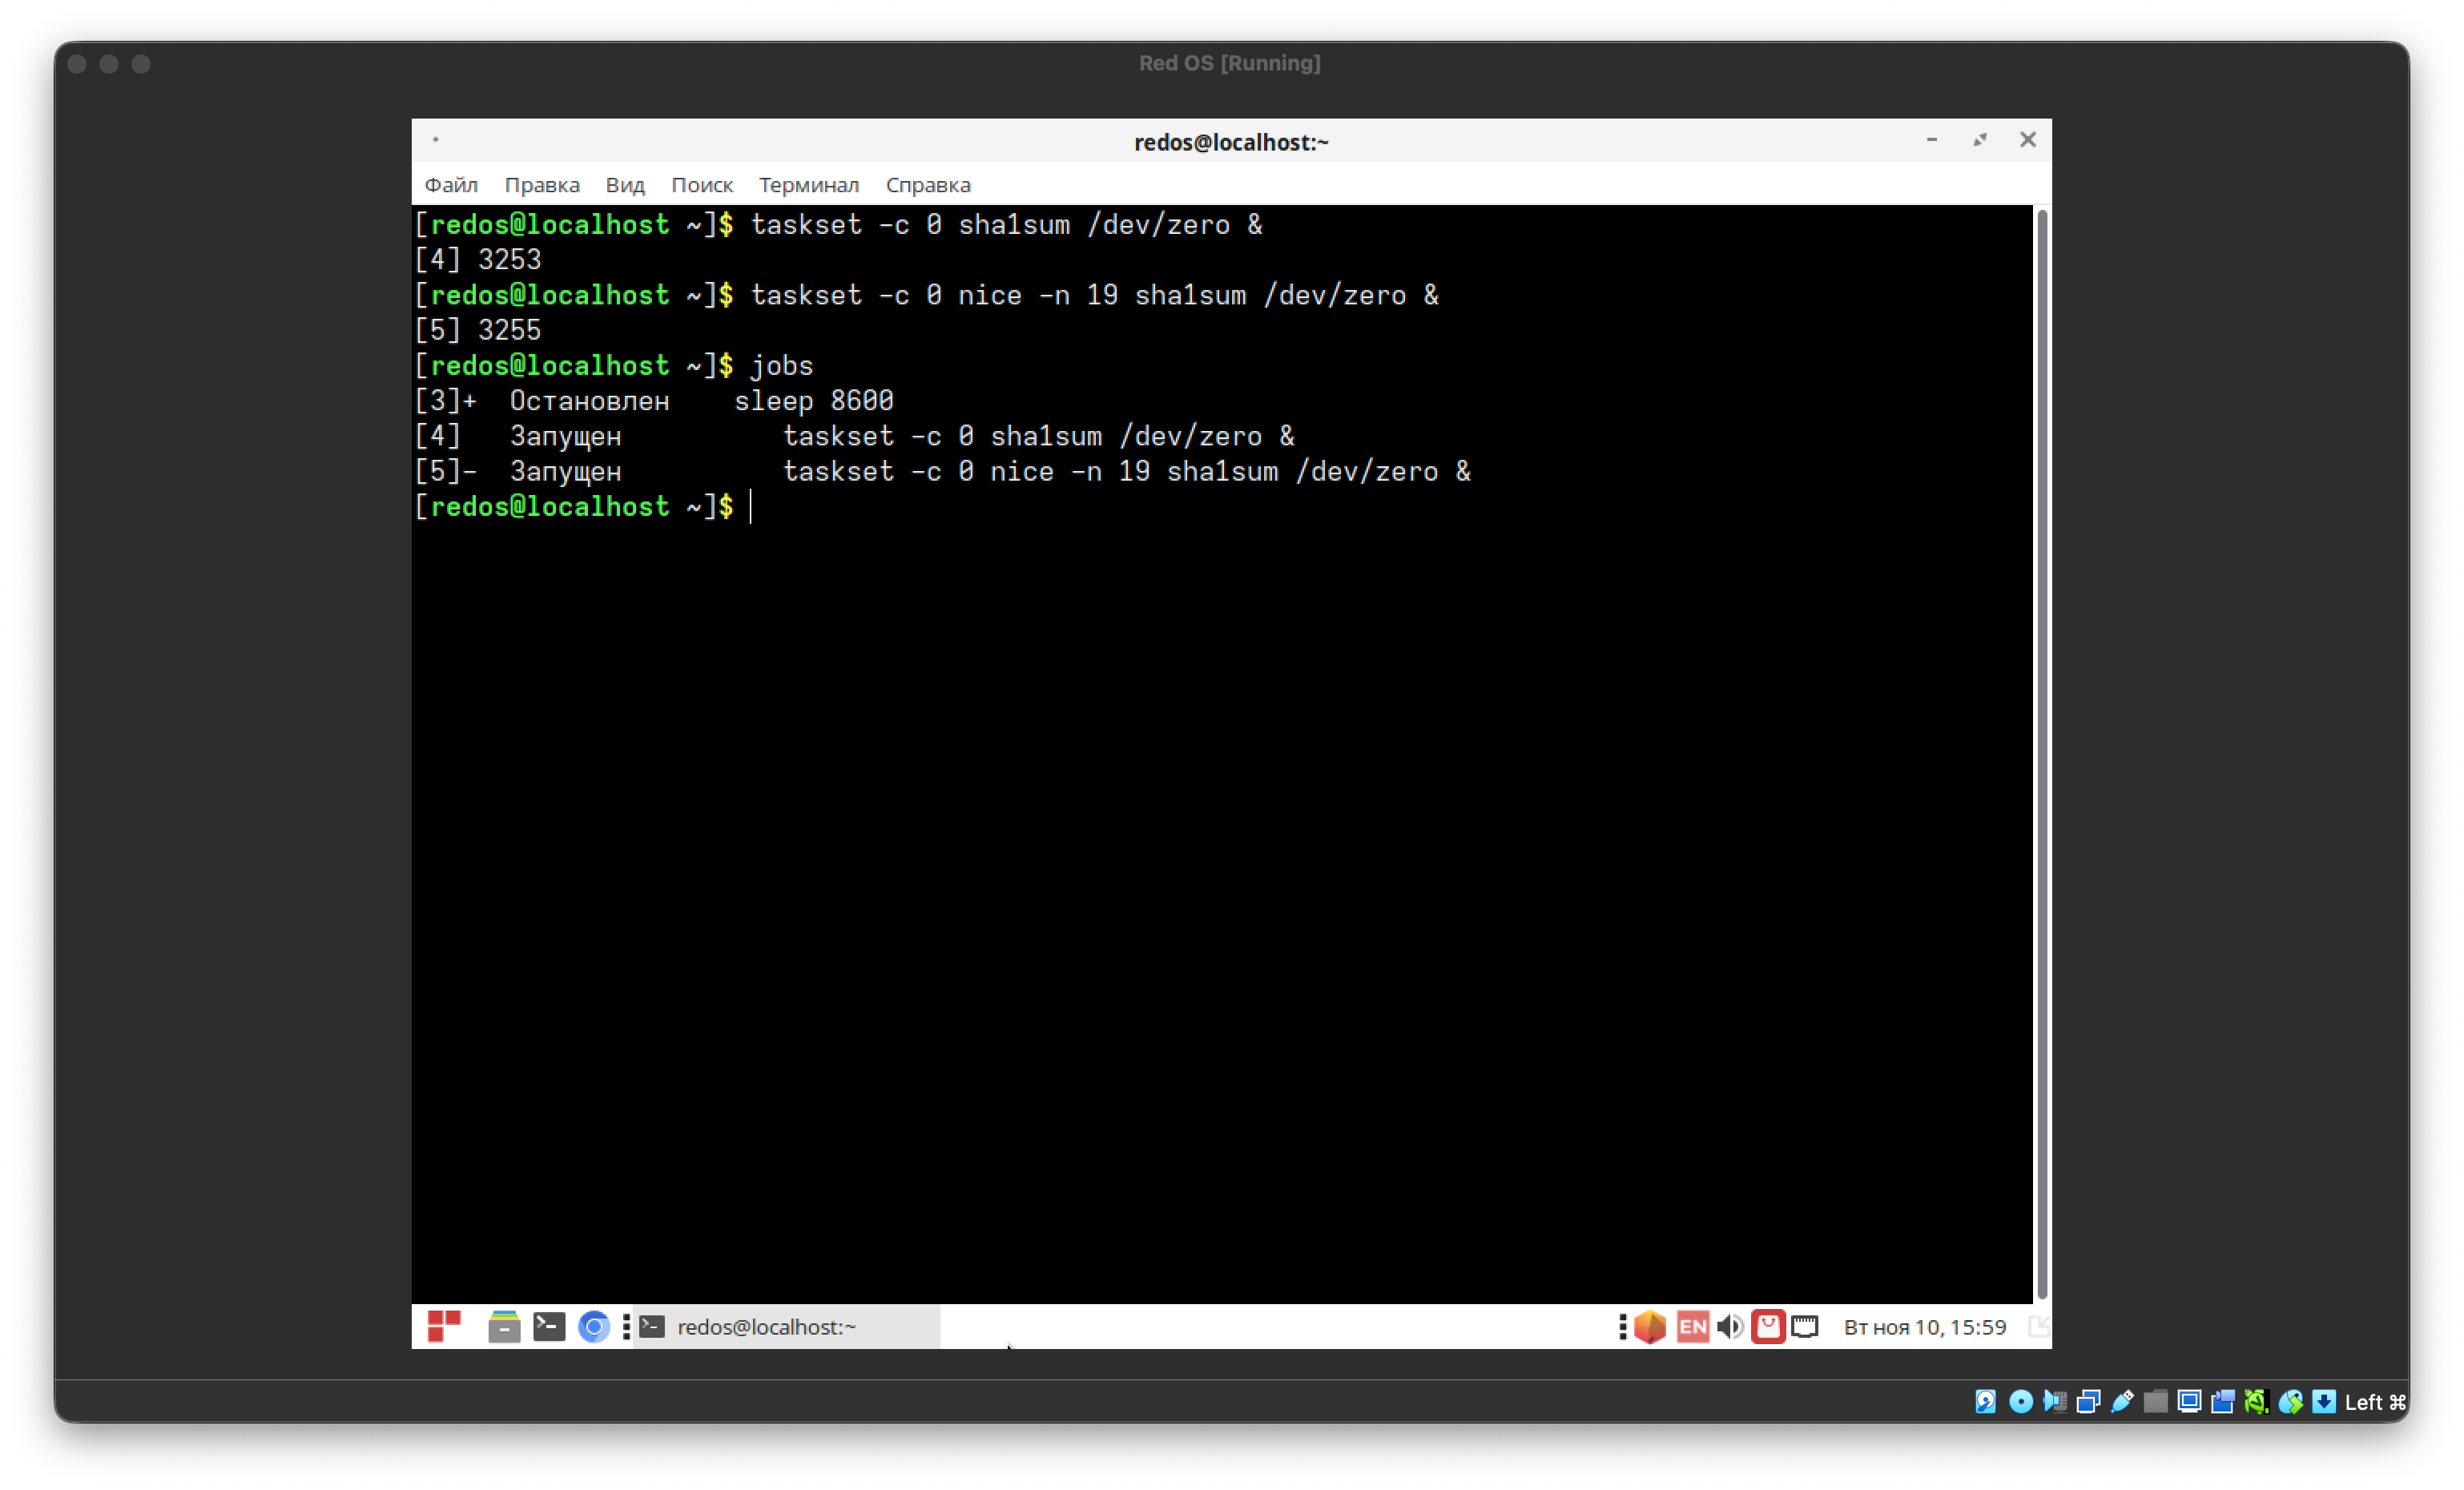 Red OS [Running]
redos@localhost:~
Файл Правка Вид Поиск Терминал Справка
[redos@localhost ~]$ taskset -c 0 sha1sum /dev/zero &
[4] 3253
[redos@localhost ~]$ taskset -c 0 nice -n 19 sha1sum /dev/zero &
[5] 3255
[redos@localhost ~]$ jobs
[3]+  Остановлен    sleep 8600
[4]   Запущен          taskset -c 0 sha1sum /dev/zero &
[5]-  Запущен          taskset -c 0 nice -n 19 sha1sum /dev/zero &
[redos@localhost ~]$
redos@localhost:~ EN Вт ноя 10, 15:59
Left ⌘